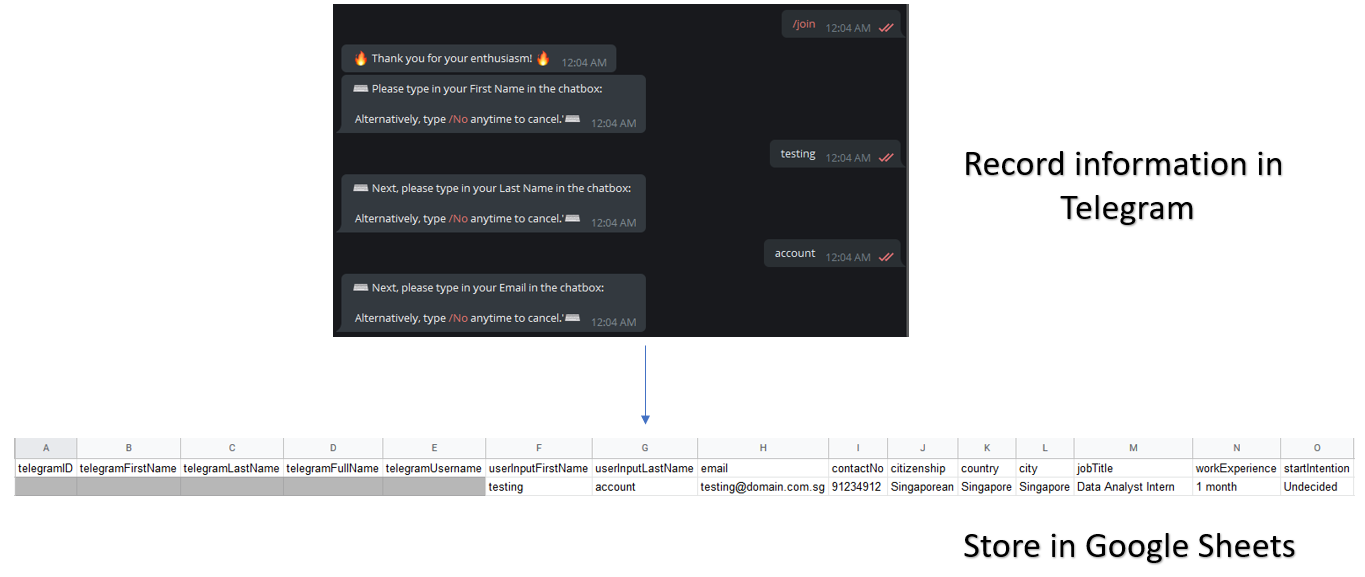 /join 12:04 AM
🔥 Thank you for your enthusiasm! 🔥 12:04 AM
Please type in your First Name in the chatbox:
Alternatively, type /No anytime to cancel.' 12:04 AM
testing 12:04 AM
Next, please type in your Last Name in the chatbox:
Alternatively, type /No anytime to cancel.' 12:04 AM
account 12:04 AM
Next, please type in your Email in the chatbox:
Alternatively, type /No anytime to cancel.' 12:04 AM
Record information in
Telegram
A B C D E F G H I J K L M N O
telegramID telegramFirstName telegramLastName telegramFullName telegramUsername userInputFirstName userInputLastName email contactNo citizenship country city jobTitle workExperience startIntention
testing account testing@domain.com.sg 91234912 Singaporean Singapore Singapore Data Analyst Intern 1 month Undecided
Store in Google Sheets